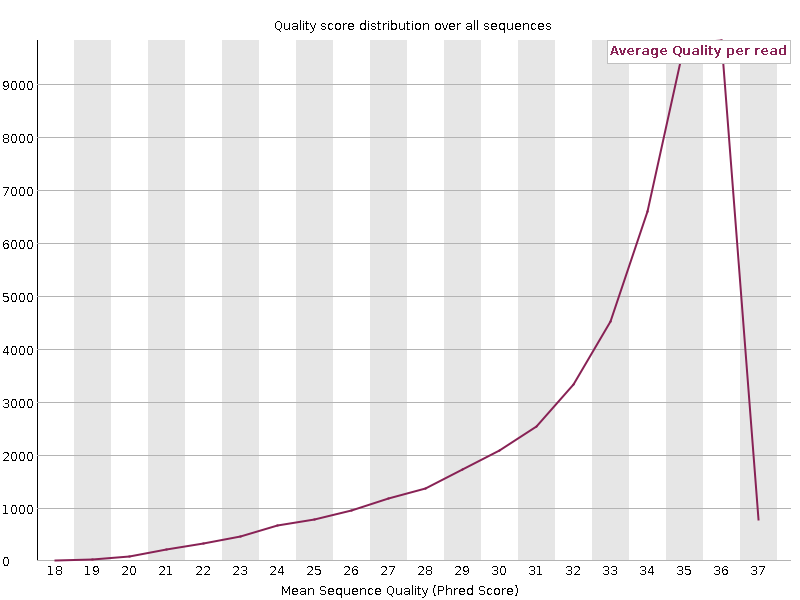 Quality score distribution over all sequences
Average Quality per read
9000
8000
7000
6000
5000
4000
3000
2000
1000
0
18 19 20 21 22 23 24 25 26 27 28 29 30 31 32 33 34 35 36 37
Mean Sequence Quality (Phred Score)